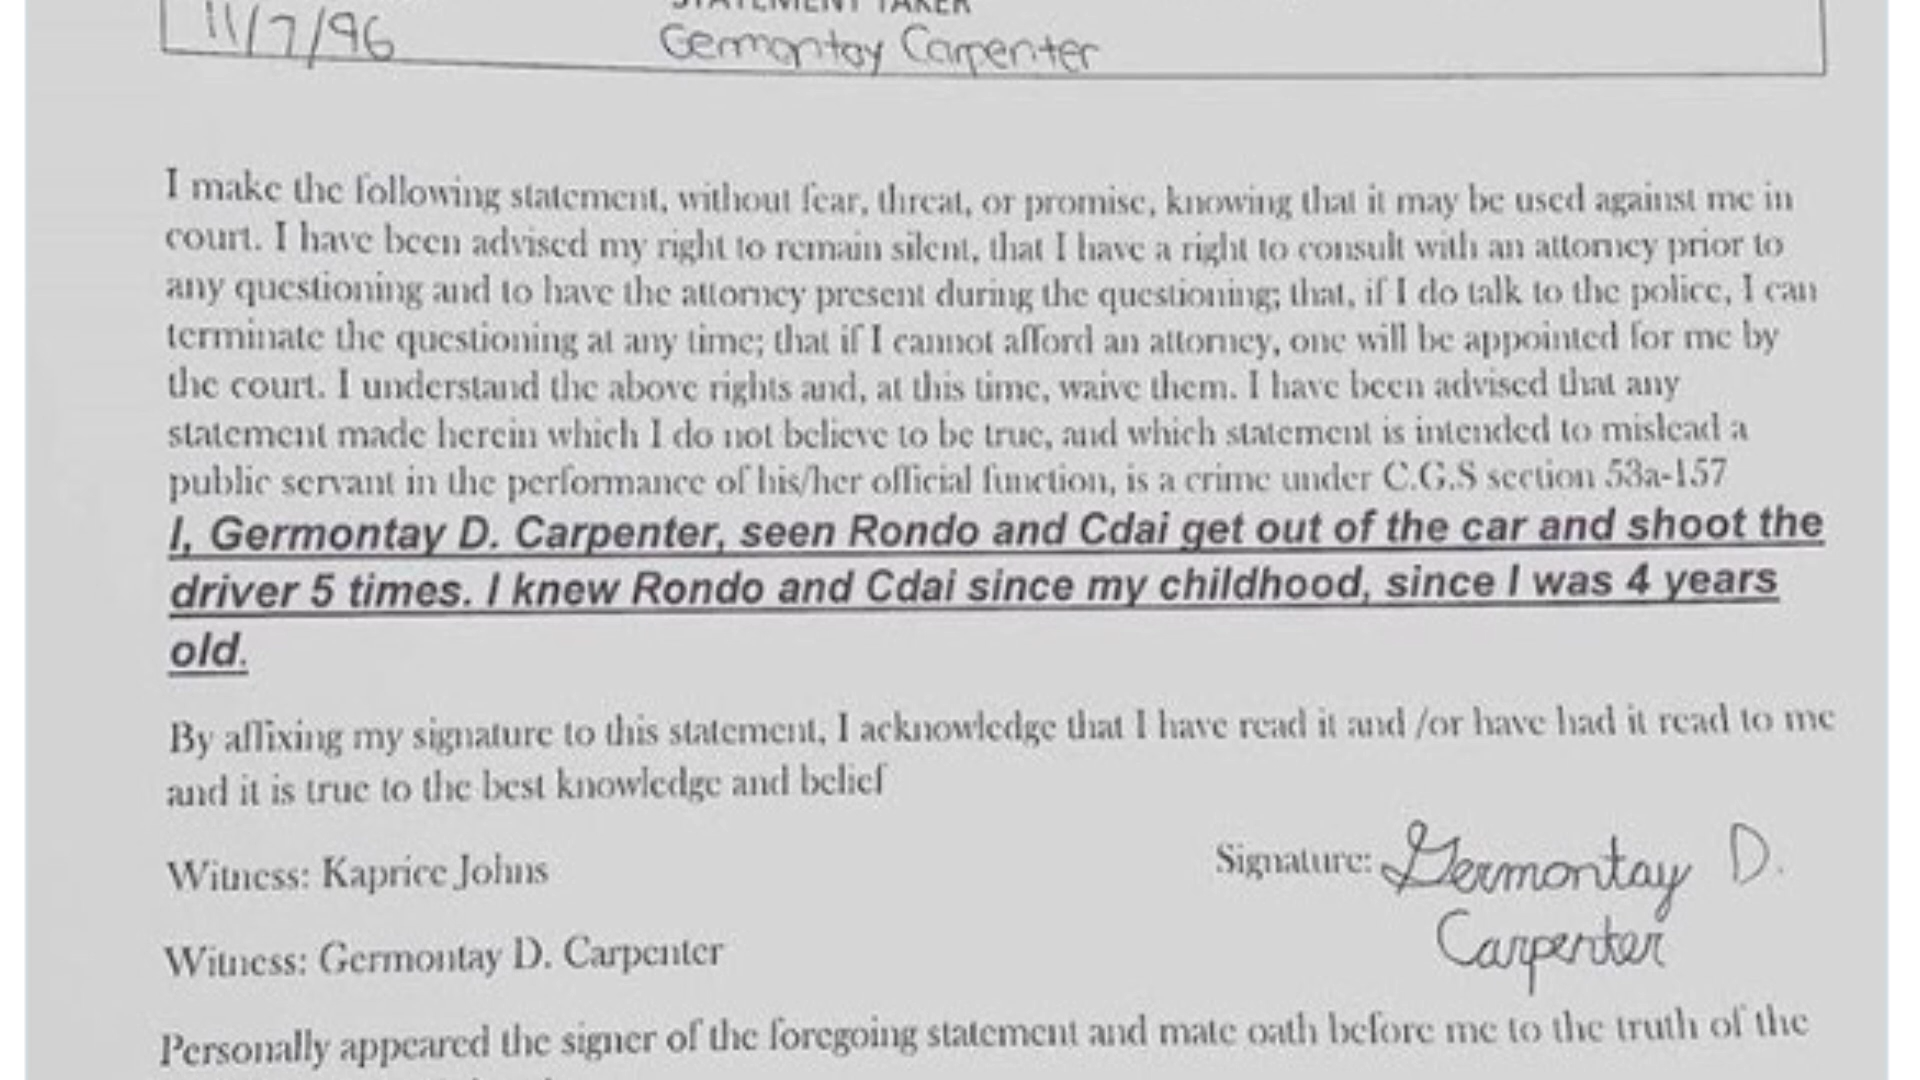 STATEMENT TAKER
11/7/96 Germontay Carpenter
I make the following statement, without fear, threat, or promise, knowing that it may be used against me in
court. I have been advised my right to remain silent, that I have a right to consult with an attorney prior to
any questioning and to have the attorney present during the questioning; that, if I do talk to the police, I can
terminate the questioning at any time; that if I cannot afford an attorney, one will be appointed for me by
the court. I understand the above rights and, at this time, waive them. I have been advised that any
statement made herein which I do not believe to be true, and which statement is intended to mislead a
public servant in the performance of his/her official function, is a crime under C.G.S section 53a-157
I, Germontay D. Carpenter, seen Rondo and Cdai get out of the car and shoot the
driver 5 times. I knew Rondo and Cdai since my childhood, since I was 4 years
old.
By affixing my signature to this statement, I acknowledge that I have read it and /or have had it read to me
and it is true to the best knowledge and belief
Witness: Kaprice Johns
Signature: Germontay D.
Carpenter
Witness: Germontay D. Carpenter
Personally appeared the signer of the foregoing statement and mate oath before me to the truth of the